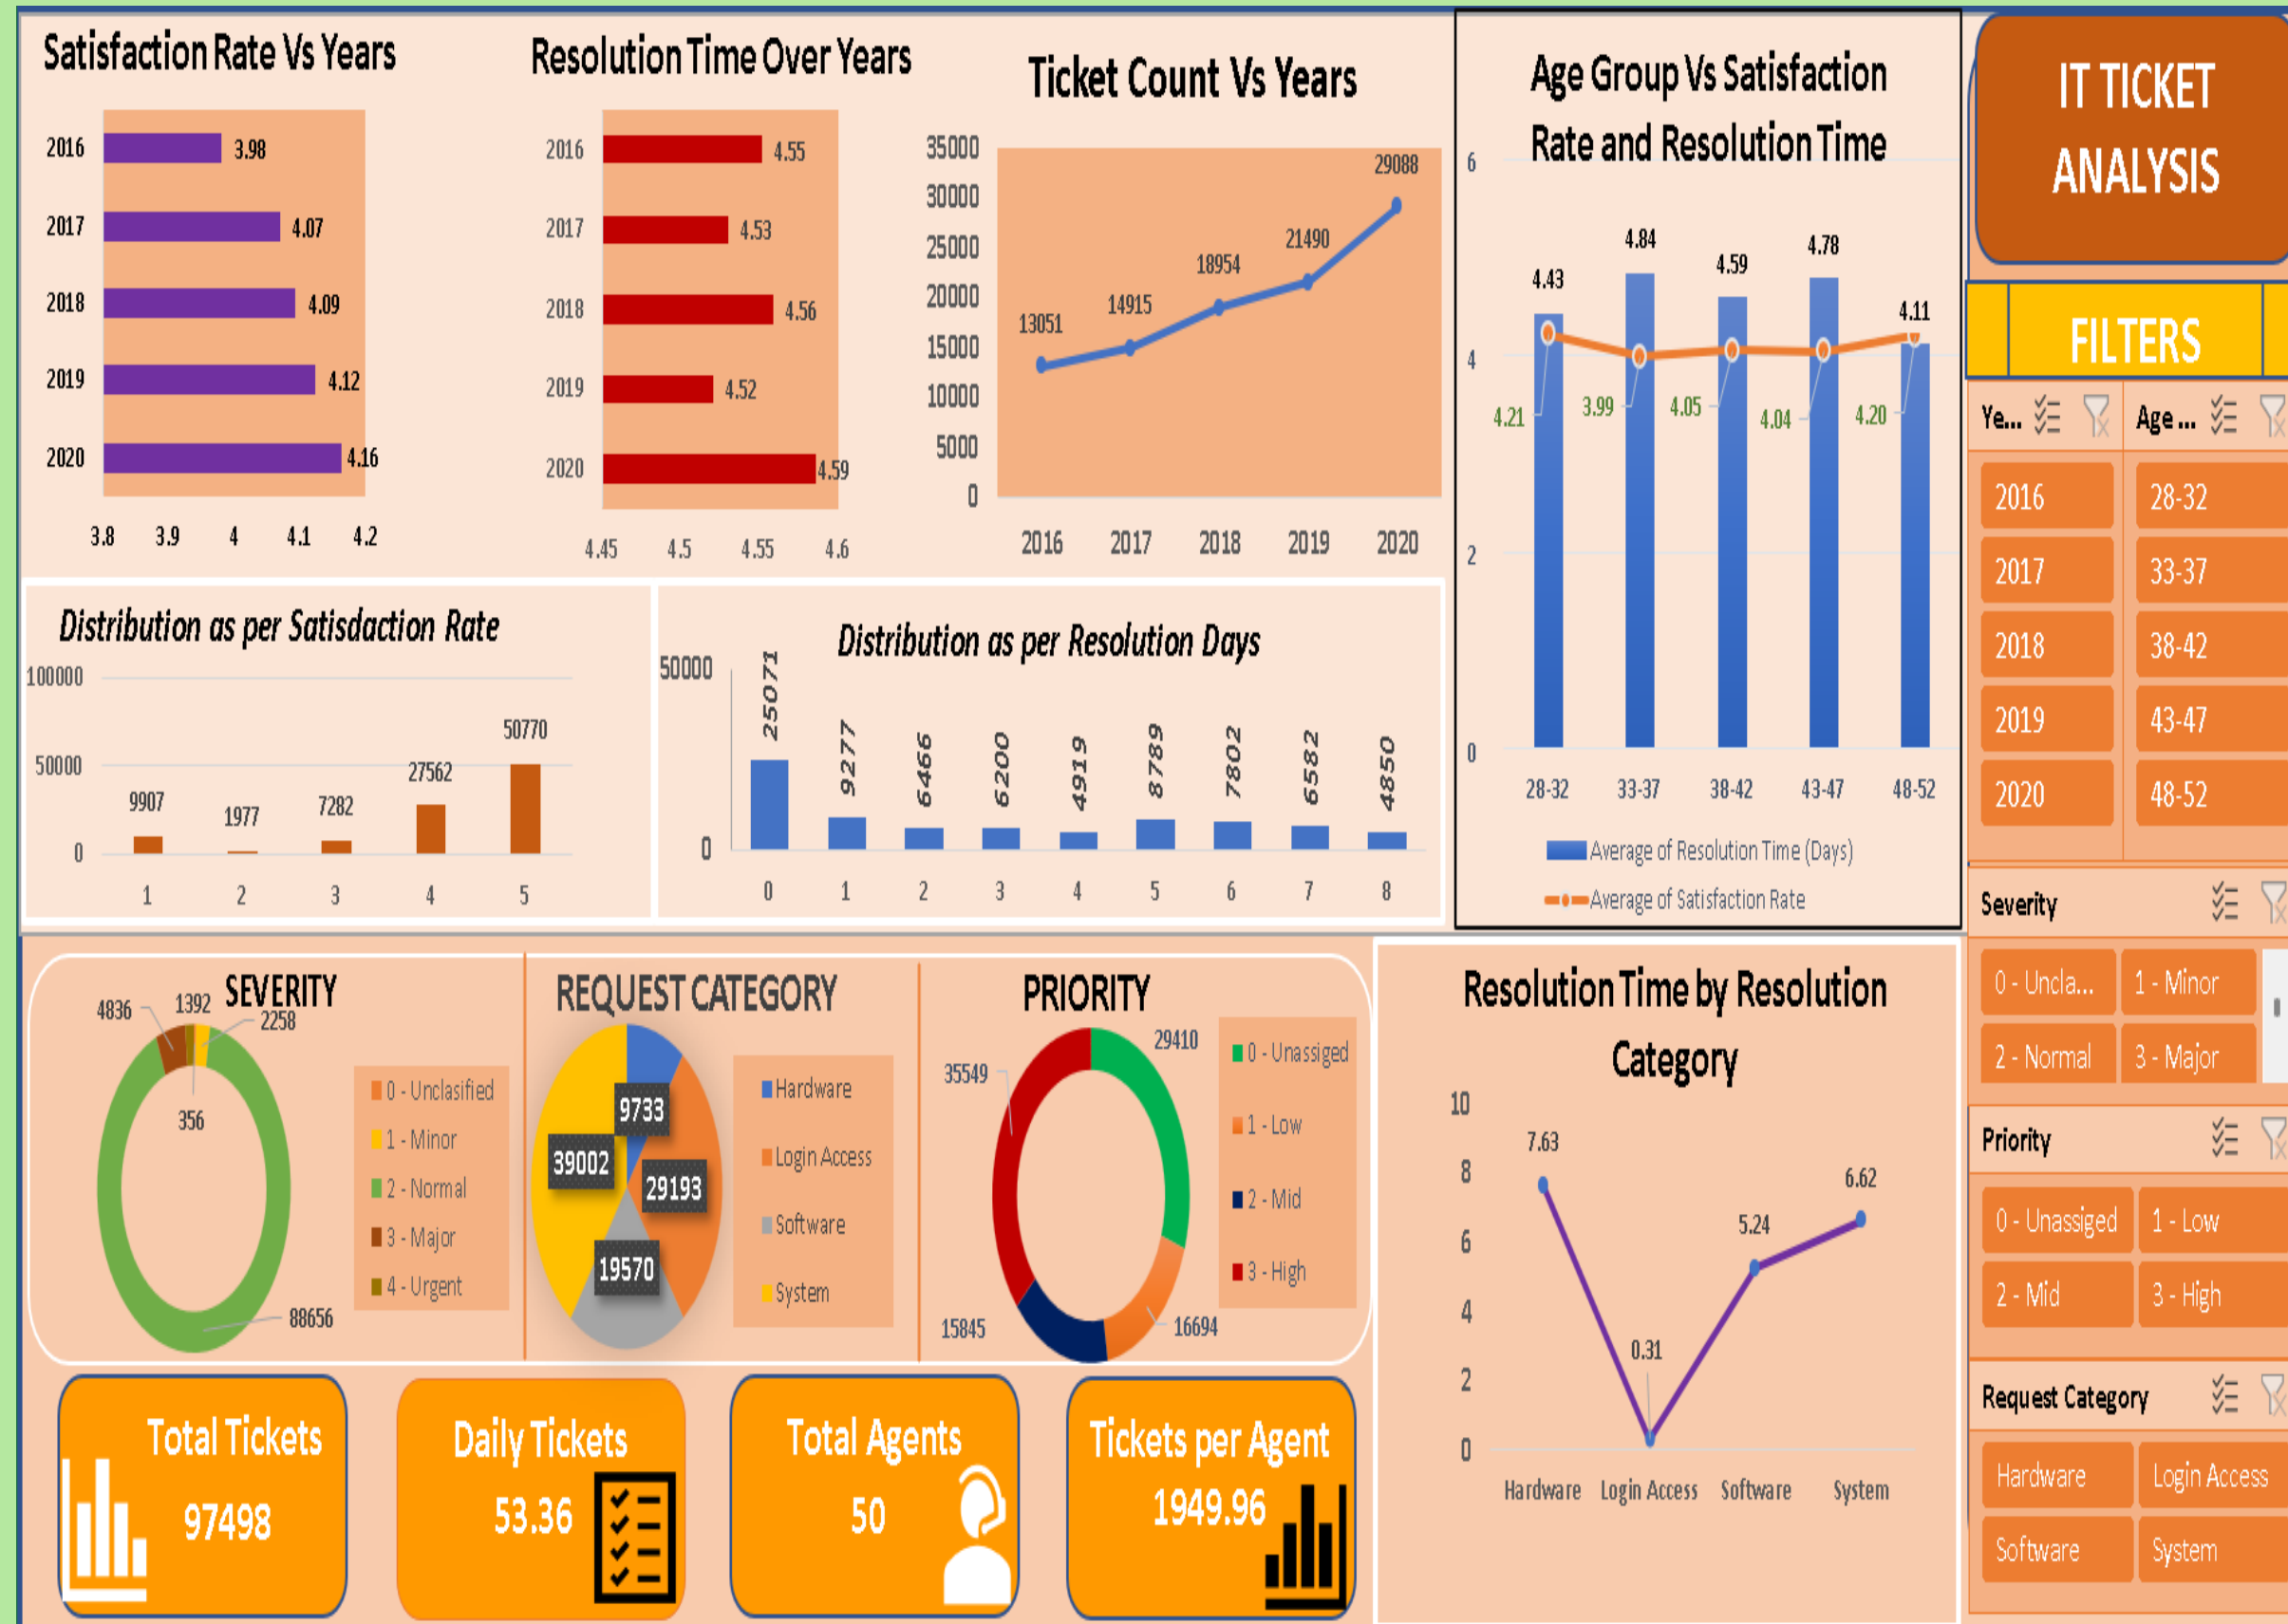 Satisfaction Rate Vs Years
2016
3.98
2017
4.07
2018
4.09
2019
4.12
2020
4.16
3.8 3.9 4 4.1 4.2
Resolution Time Over Years
2016
4.55
2017
4.53
2018
4.56
2019
4.52
2020
4.59
4.45 4.5 4.55 4.6
Ticket Count Vs Years
35000
30000
25000
20000
15000
10000
5000
0
13051
14915
18954
21490
29088
2016 2017 2018 2019 2020
Age Group Vs Satisfaction
Rate and Resolution Time
6
4
2
0
4.43
4.84
4.59
4.78
4.11
4.21
3.99
4.05
4.04
4.20
28-32 33-37 38-42 43-47 48-52
Average of Resolution Time (Days)
Average of Satisfaction Rate
IT TICKET
ANALYSIS
FILTERS
Ye...
Age ...
2016 28-32
2017 33-37
2018 38-42
2019 43-47
2020 48-52
Severity
0 - Uncla... 1 - Minor
2 - Normal 3 - Major
Priority
0 - Unassiged 1 - Low
2 - Mid 3 - High
Request Category
Hardware Login Access
Software System
Distribution as per Satisdaction Rate
100000
50000
0
9907
1977
7282
27562
50770
1 2 3 4 5
Distribution as per Resolution Days
50000
0
25071
9277
6466
6200
4919
8789
7802
6582
4850
0 1 2 3 4 5 6 7 8
SEVERITY
4836
1392
2258
356
88656
0 - Unclasified
1 - Minor
2 - Normal
3 - Major
4 - Urgent
REQUEST CATEGORY
9733
39002
29193
19570
Hardware
Login Access
Software
System
PRIORITY
29410
35549
15845
16694
0 - Unassiged
1 - Low
2 - Mid
3 - High
Resolution Time by Resolution
Category
10
8
6
4
2
0
7.63
0.31
5.24
6.62
Hardware Login Access Software System
Total Tickets
97498
Daily Tickets
53.36
Total Agents
50
Tickets per Agent
1949.96